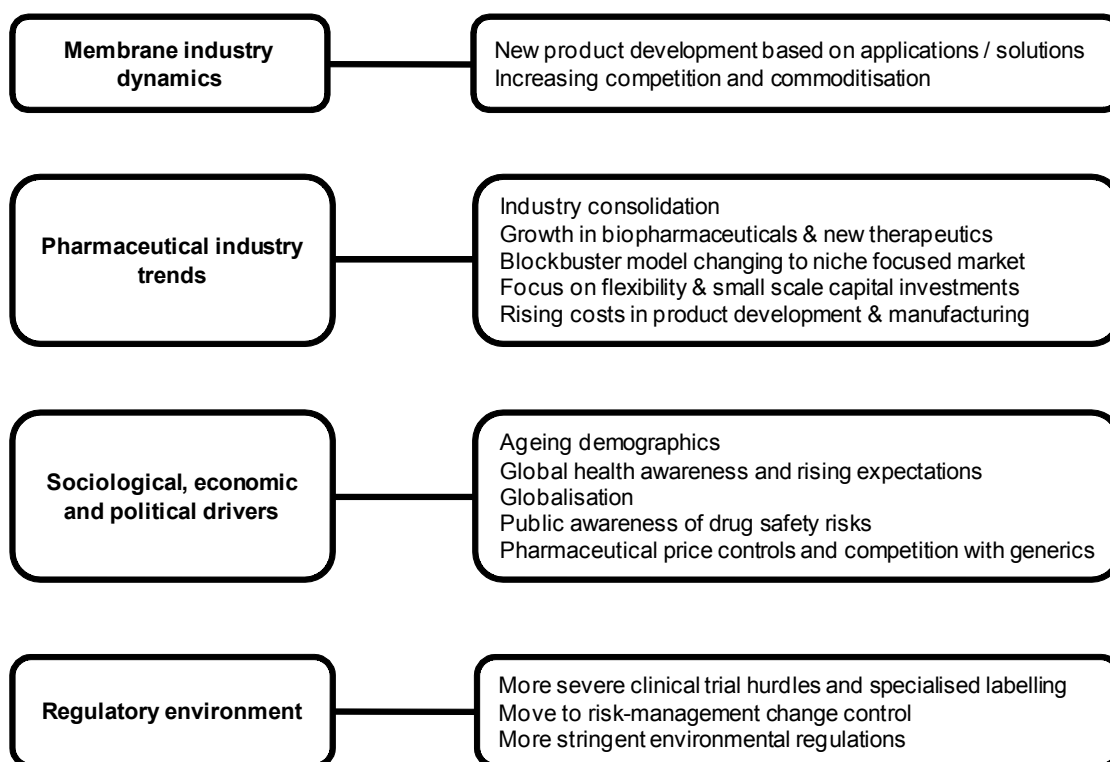 Membrane industry
dynamics
New product development based on applications / solutions
Increasing competition and commoditisation
Pharmaceutical industry
trends
Industry consolidation
Growth in biopharmaceuticals & new therapeutics
Blockbuster model changing to niche focused market
Focus on flexibility & small scale capital investments
Rising costs in product development & manufacturing
Sociological, economic
and political drivers
Ageing demographics
Global health awareness and rising expectations
Globalisation
Public awareness of drug safety risks
Pharmaceutical price controls and competition with generics
Regulatory environment
More severe clinical trial hurdles and specialised labelling
Move to risk-management change control
More stringent environmental regulations